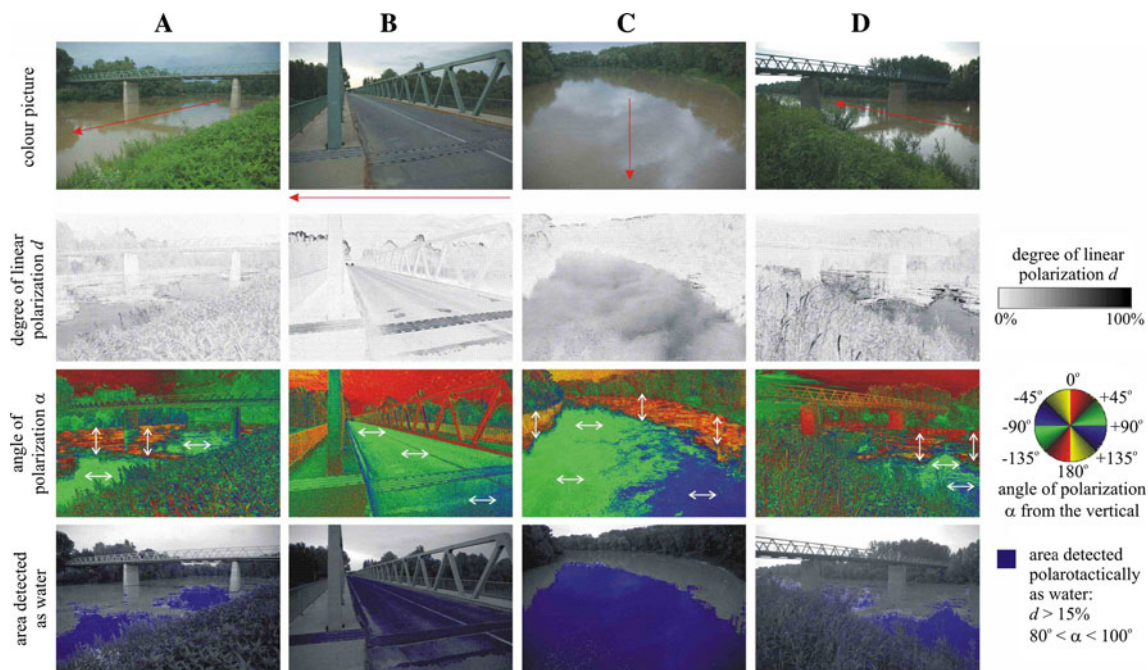 A B C D
colour picture
degree of linear
polarization d
degree of linear
polarization d
0% 100%
angle of
polarization α
0°
-45° +45°
-90° +90°
-135° +135°
180°
angle of polarization
α from the vertical
area detected
as water
area detected
polarotactically
as water:
d > 15%
80° < α < 100°